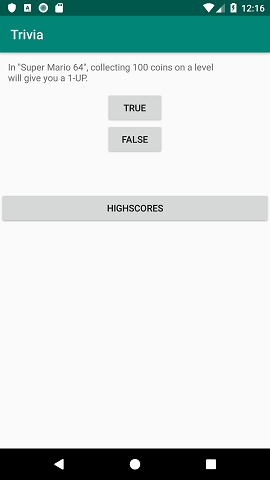 12:16
Trivia
In "Super Mario 64", collecting 100 coins on a level
will give you a 1-UP.
TRUE
FALSE
HIGHSCORES